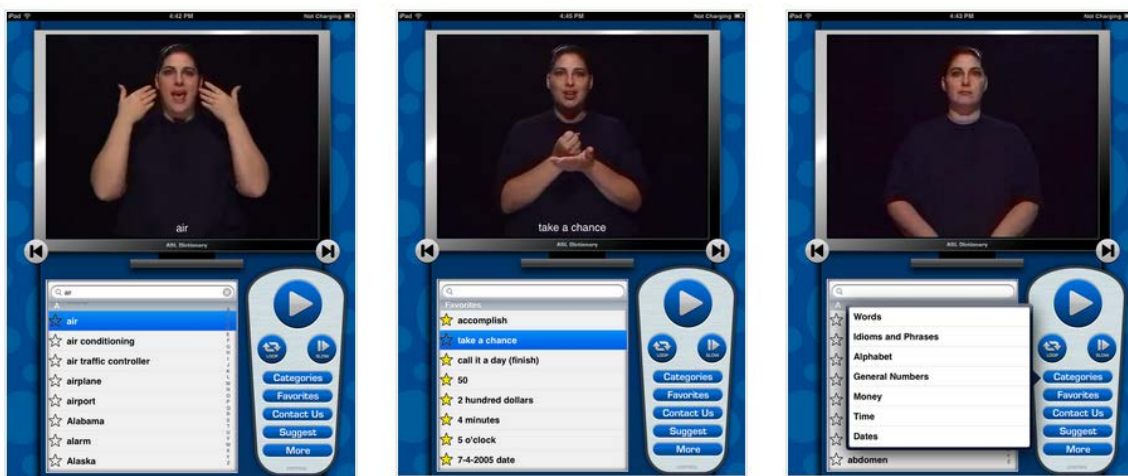 iPad 4:42 PM Not Charging
air
ASL Dictionary
air
A
air
air conditioning
air traffic controller
airplane
airport
Alabama
alarm
Alaska
LOOP
SLOW
Categories
Favorites
Contact Us
Suggest
More
iPad 4:45 PM Not Charging
take a chance
ASL Dictionary
Favorites
accomplish
take a chance
call it a day (finish)
50
2 hundred dollars
4 minutes
5 o'clock
7-4-2005 date
LOOP
SLOW
Categories
Favorites
Contact Us
Suggest
More
iPad 4:43 PM Not Charging
ASL Dictionary
A
Words
Idioms and Phrases
Alphabet
General Numbers
Money
Time
Dates
abdomen
LOOP
SLOW
Categories
Favorites
Contact Us
Suggest
More